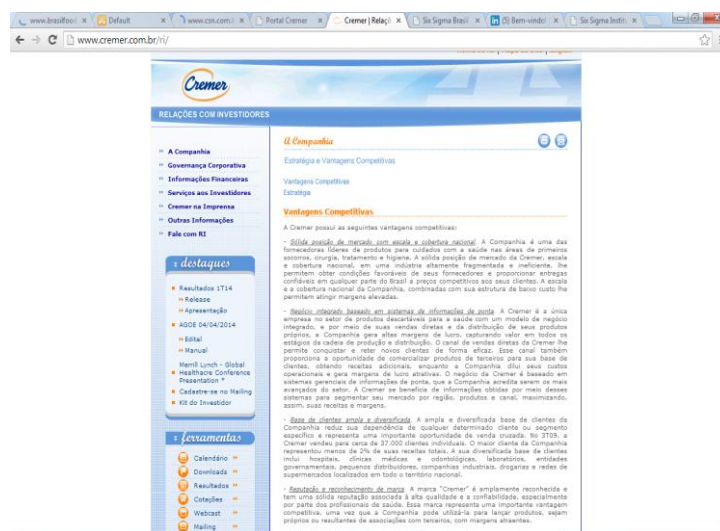 www.brasilfood
Default
www.csn.com.b
Portal Cremer
Cremer | Relaçõ
Six Sigma Brasil
(5) Bem-vindo!
Six Sigma Instit
www.cremer.com.br/ri/
Cremer
RELAÇÕES COM INVESTIDORES
A Companhia
Governança Corporativa
Informações Financeiras
Serviços aos Investidores
Cremer na Imprensa
Outras Informações
Fale com RI
destaques
Resultados 1T14
Release
Apresentação
AGOE 04/04/2014
Edital
Manual
Merrill Lynch - Global
Healthacre Conference
Presentation *
Cadastre-se no Mailing
Kit do Investidor
ferramentas
Calendário
Downloads
Resultados
Cotações
Webcast
Mailing
A Companhia
Estratégia e Vantagens Competitivas
Vantagens Competitivas
Estratégia
Vantagens Competitivas
A Cremer possui as seguintes vantagens competitivas:
- Sólida posição de mercado com escala e cobertura nacional. A Companhia é uma das
fornecedoras líderes de produtos para cuidados com a saúde nas áreas de primeiros
socorros, cirurgia, tratamento e higiene. A sólida posição de mercado da Cremer, escala
e cobertura nacional, em uma indústria altamente fragmentada e ineficiente, lhe
permitem obter condições favoráveis de seus fornecedores e proporcionar entregas
confiáveis em qualquer parte do Brasil a preços competitivos aos seus clientes. A escala
e a cobertura nacional da Companhia, combinadas com sua estrutura de baixo custo lhe
permitem atingir margens elevadas.
- Negócio integrado baseado em sistemas de informações de ponta. A Cremer é a única
empresa no setor de produtos descartáveis para a saúde com um modelo de negócio
integrado, e por meio de suas vendas diretas e da distribuição de seus produtos
próprios, a Companhia gera altas margens de lucro, capturando valor em todos os
estágios da cadeia de produção e distribuição. O canal de vendas diretas da Cremer lhe
permite conquistar e reter novos clientes de forma eficaz. Esse canal também
proporciona a oportunidade de comercializar produtos de terceiros para sua base de
clientes, obtendo receitas adicionais, enquanto a Companhia dilui seus custos
operacionais e gera margens de lucro atrativas. O negócio da Cremer é baseado em
sistemas gerenciais de informações de ponta, que a Companhia acredita serem os mais
avançados do setor. A Cremer se beneficia de informações obtidas por meio desses
sistemas para segmentar seu mercado por região, produtos e canal, maximizando,
assim, suas receitas e margens.
- Base de clientes ampla e diversificada. A ampla e diversificada base de clientes da
Companhia reduz sua dependência de qualquer determinado cliente ou segmento
específico e representa uma importante oportunidade de venda cruzada. No 3T09, a
Cremer vendeu para cerca de 37.000 clientes individuais. O maior cliente da Companhia
representou menos de 2% de suas receitas totais. A sua diversificada base de clientes
inclui hospitais, clínicas médicas e odontológicas, laboratórios, entidades
governamentais, pequenos distribuidores, companhias industriais, drogarias e redes de
supermercados localizados em todo o território nacional.
- Reputação e reconhecimento de marca. A marca "Cremer" é amplamente reconhecida e
tem uma sólida reputação associada à alta qualidade e a confiabilidade, especialmente
por parte dos profissionais de saúde. Essa marca representa uma importante vantagem
competitiva, uma vez que a Companhia pode utilizá-la para lançar produtos, sejam
próprios ou resultantes de associações com terceiros, com margens atraentes.